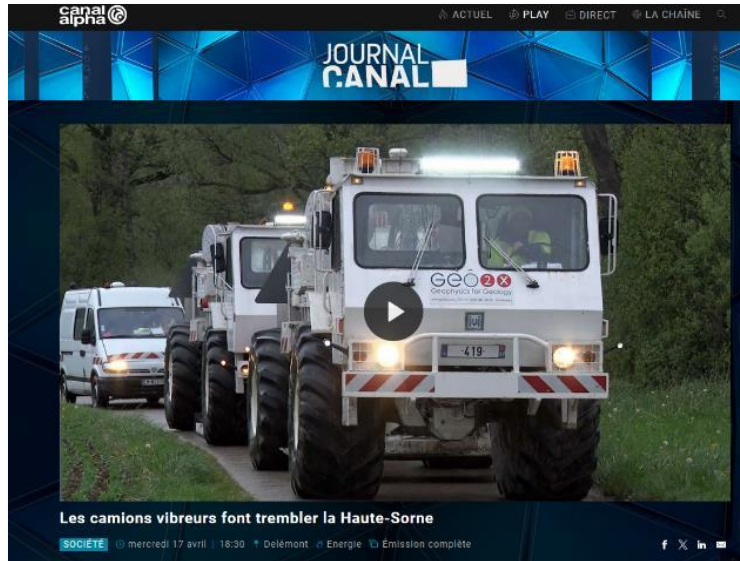 canal alpha
ACTUEL PLAY DIRECT LA CHAÎNE
JOURNAL
CANAL
GEO2X
Geophysics for Geology
419
Les camions vibreurs font trembler la Haute-Sorne
SOCIÉTÉ mercredi 17 avril | 18:30 Delémont Energie Émission complète